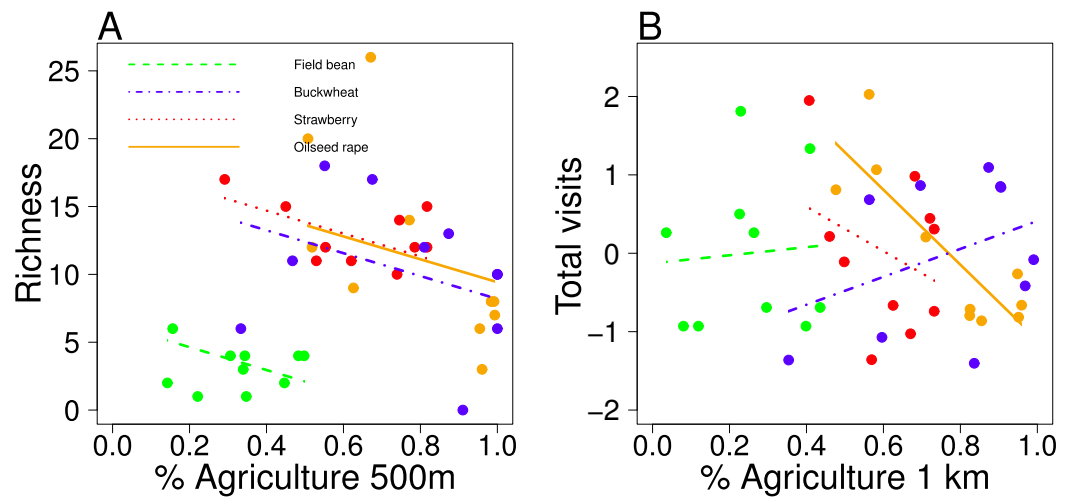 A
Richness
25
20
15
10
5
0
Field bean
Buckwheat
Strawberry
Oilseed rape
0.0 0.2 0.4 0.6 0.8 1.0
% Agriculture 500m
B
Total visits
2
1
0
−1
−2
0.0 0.2 0.4 0.6 0.8 1.0
% Agriculture 1 km